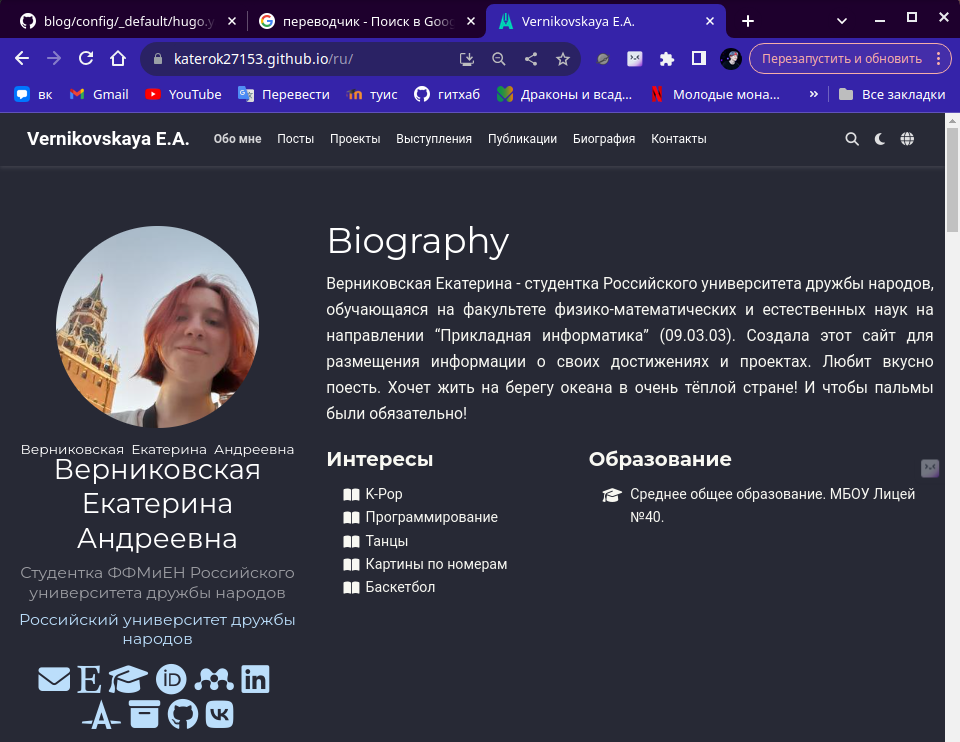 blog/config/_default/hugo.y
переводчик - Поиск в Goo
Vernikovskaya E.A.
katerok27153.github.io/ru/
Перезапустить и обновить
вк
Gmail
YouTube
Перевести
туис
гитхаб
Драконы и всад...
Молодые мона...
»
Все закладки
Vernikovskaya E.A.
Обо мне
Посты
Проекты
Выступления
Публикации
Биография
Контакты
Biography
Верниковская Екатерина - студентка Российского университета дружбы народов,
обучающаяся на факультете физико-математических и естественных наук на
направлении “Прикладная информатика” (09.03.03). Создала этот сайт для
размещения информации о своих достижениях и проектах. Любит вкусно
поесть. Хочет жить на берегу океана в очень тёплой стране! И чтобы пальмы
были обязательно!
Верниковская Екатерина Андреевна
Верниковская
Екатерина
Андреевна
Студентка ФФМиЕН Российского
университета дружбы народов
Российский университет дружбы
народов
Интересы
K-Pop
Программирование
Танцы
Картины по номерам
Баскетбол
Образование
Среднее общее образование. МБОУ Лицей
№40.